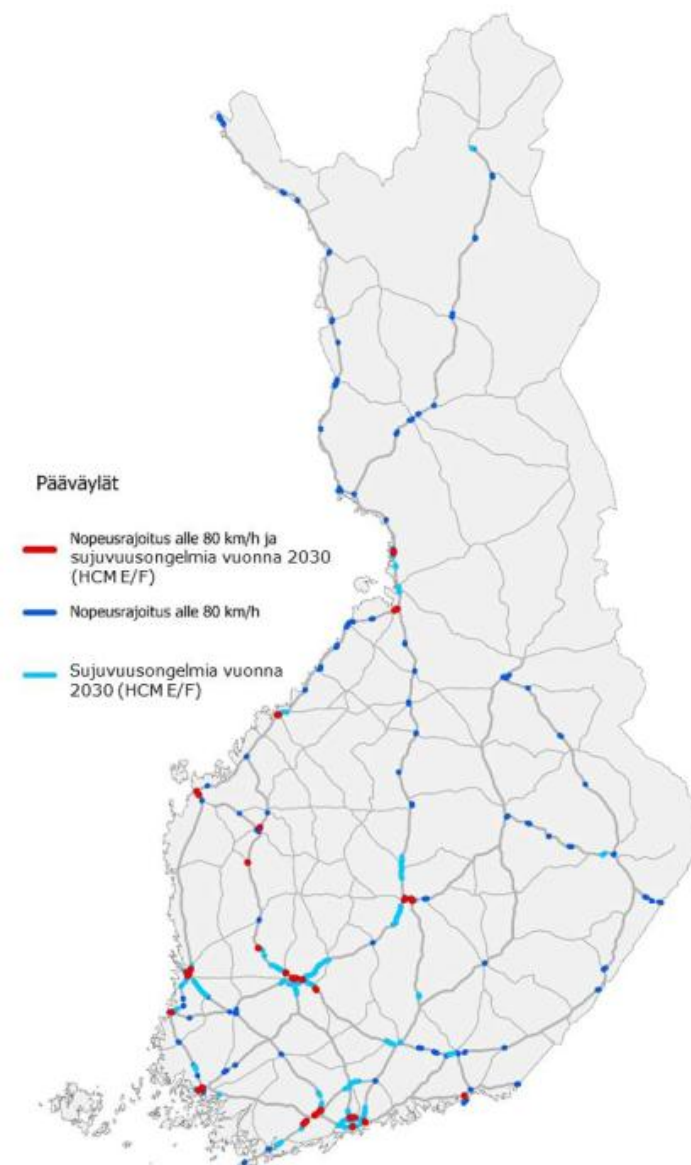 Pääväylät
Nopeusrajoitus alle 80 km/h ja
sujuvuusongelmia vuonna 2030
(HCM E/F)
Nopeusrajoitus alle 80 km/h
Sujuvuusongelmia vuonna
2030 (HCM E/F)